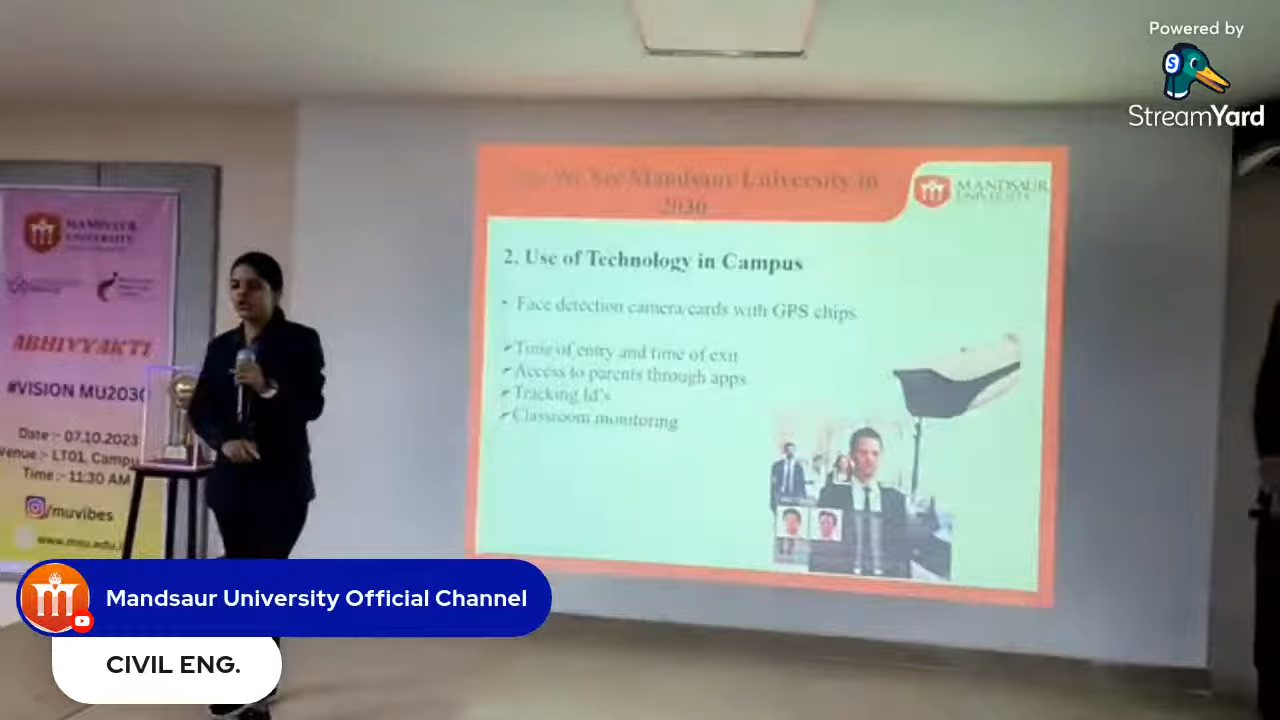 Powered by
StreamYard
We See Mandsaur University in
2030
MANDSAUR
UNIVERSITY
2. Use of Technology in Campus
• Face detection camera/cards with GPS chips
➢Time of entry and time of exit
➢Access to parents through apps
➢Tracking Id's
➢Classroom monitoring
MANDSAUR
UNIVERSITY
ABHIVYAKTI
#VISION MU2030
Date :- 07.10.2023
enue :- LT01, Campu
Time :- 11:30 AM
/muvibes
Mandsaur University Official Channel
CIVIL ENG.